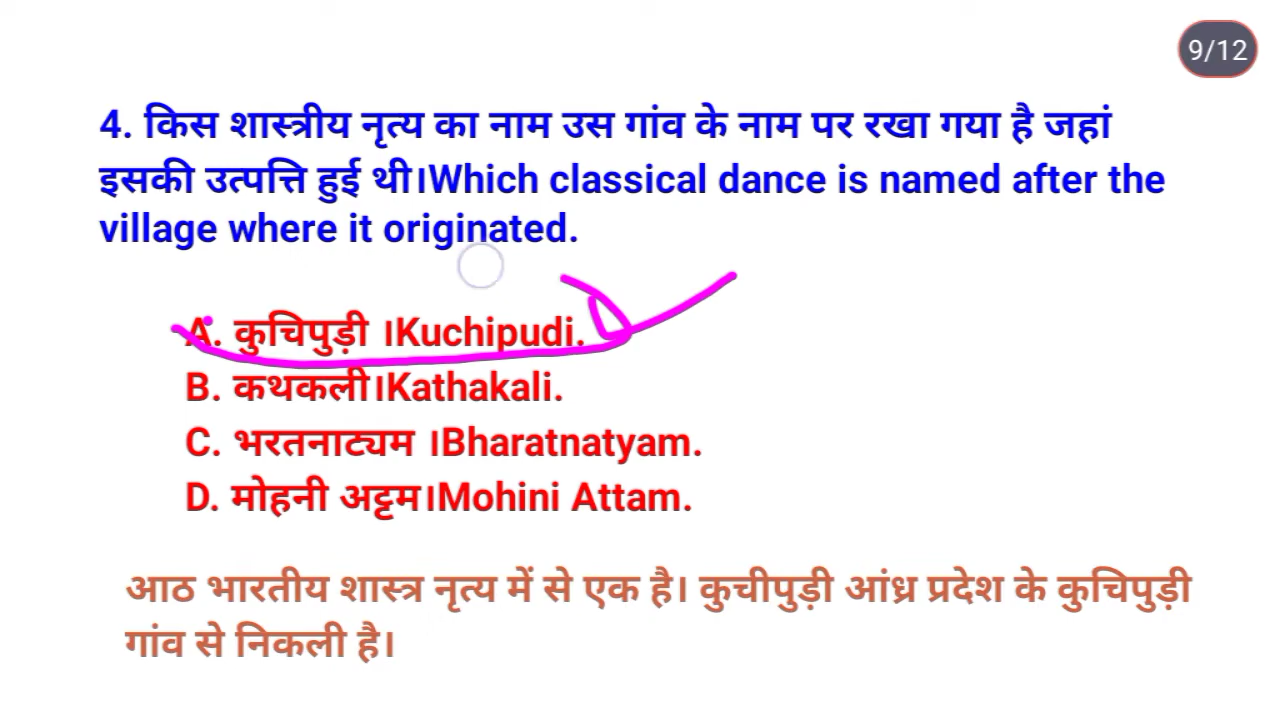 9/12
4. किस शास्त्रीय नृत्य का नाम उस गांव के नाम पर रखा गया है जहां
इसकी उत्पत्ति हुई थी।Which classical dance is named after the
village where it originated.
A. कुचिपुड़ी ।Kuchipudi.
B. कथकली।Kathakali.
C. भरतनाट्यम ।Bharatnatyam.
D. मोहनी अट्टम।Mohini Attam.
आठ भारतीय शास्त्र नृत्य में से एक है। कुचीपुड़ी आंध्र प्रदेश के कुचिपुड़ी
गांव से निकली है।